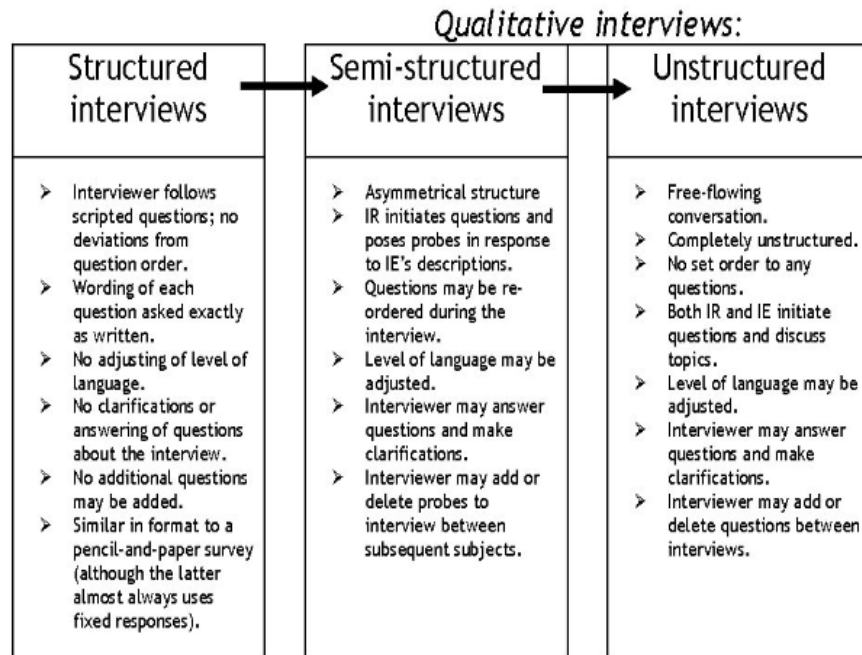 Qualitative interviews:
Structured
interviews
➢ Interviewer follows
scripted questions; no
deviations from
question order.
➢ Wording of each
question asked exactly
as written.
➢ No adjusting of level of
language.
➢ No clarifications or
answering of questions
about the interview.
➢ No additional questions
may be added.
➢ Similar in format to a
pencil-and-paper survey
(although the latter
almost always uses
fixed responses).
Semi-structured
interviews
➢ Asymmetrical structure
➢ IR initiates questions and
poses probes in response
to IE's descriptions.
➢ Questions may be re-
ordered during the
interview.
➢ Level of language may be
adjusted.
➢ Interviewer may answer
questions and make
clarifications.
➢ Interviewer may add or
delete probes to
interview between
subsequent subjects.
Unstructured
interviews
➢ Free-flowing
conversation.
➢ Completely unstructured.
➢ No set order to any
questions.
➢ Both IR and IE initiate
questions and discuss
topics.
➢ Level of language may be
adjusted.
➢ Interviewer may answer
questions and make
clarifications.
➢ Interviewer may add or
delete questions between
interviews.